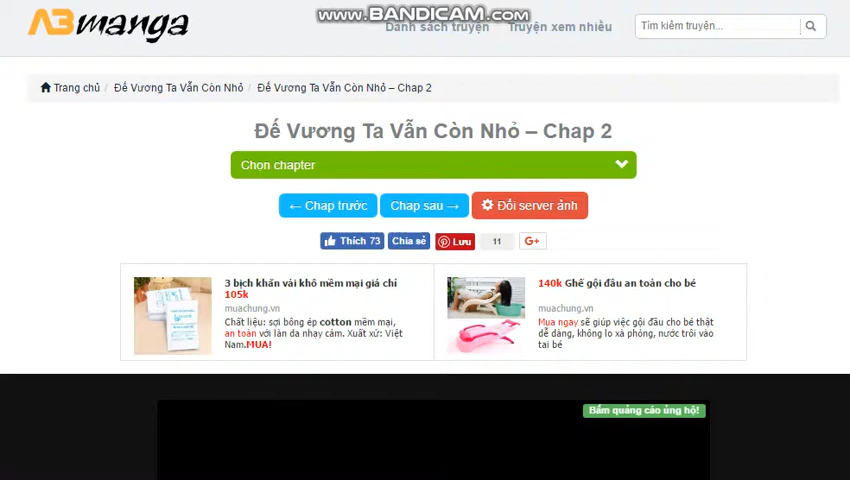 www.BANDICAM.com
A3manga
Danh sách truyện Truyện xem nhiều
Tìm kiếm truyện...
Trang chủ / Đế Vương Ta Vẫn Còn Nhỏ / Đế Vương Ta Vẫn Còn Nhỏ – Chap 2
Đế Vương Ta Vẫn Còn Nhỏ – Chap 2
Chọn chapter
← Chap trước Chap sau → Đổi server ảnh
Thích 73 Chia sẻ Lưu 11 G+
3 bịch khăn vải khô mềm mại giá chỉ
105k
muachung.vn
Chất liệu: sợi bông ép cotton mềm mại,
an toàn với làn da nhạy cảm. Xuất xứ: Việt
Nam.MUA!
140k Ghế gội đầu an toàn cho bé
muachung.vn
Mua ngay sẽ giúp việc gội đầu cho bé thật
dễ dàng, không lo xà phòng, nước trôi vào
tai bé
Bấm quảng cáo ủng hộ!